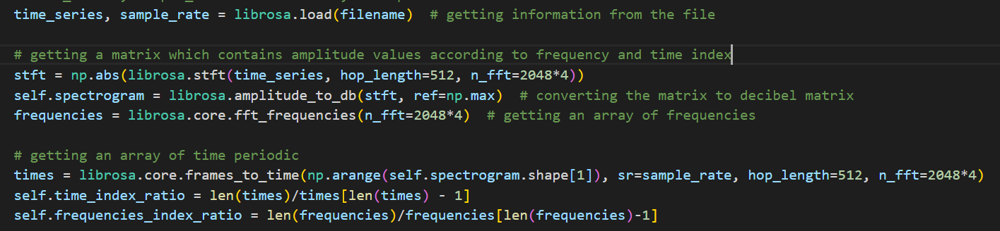 time_series, sample_rate = librosa.load(filename)  # getting information from the file
# getting a matrix which contains amplitude values according to frequency and time index
stft = np.abs(librosa.stft(time_series, hop_length=512, n_fft=2048*4))
self.spectrogram = librosa.amplitude_to_db(stft, ref=np.max)  # converting the matrix to decibel matrix
frequencies = librosa.core.fft_frequencies(n_fft=2048*4)  # getting an array of frequencies
# getting an array of time periodic
times = librosa.core.frames_to_time(np.arange(self.spectrogram.shape[1]), sr=sample_rate, hop_length=512, n_fft=2048*4)
self.time_index_ratio = len(times)/times[len(times) - 1]
self.frequencies_index_ratio = len(frequencies)/frequencies[len(frequencies)-1]